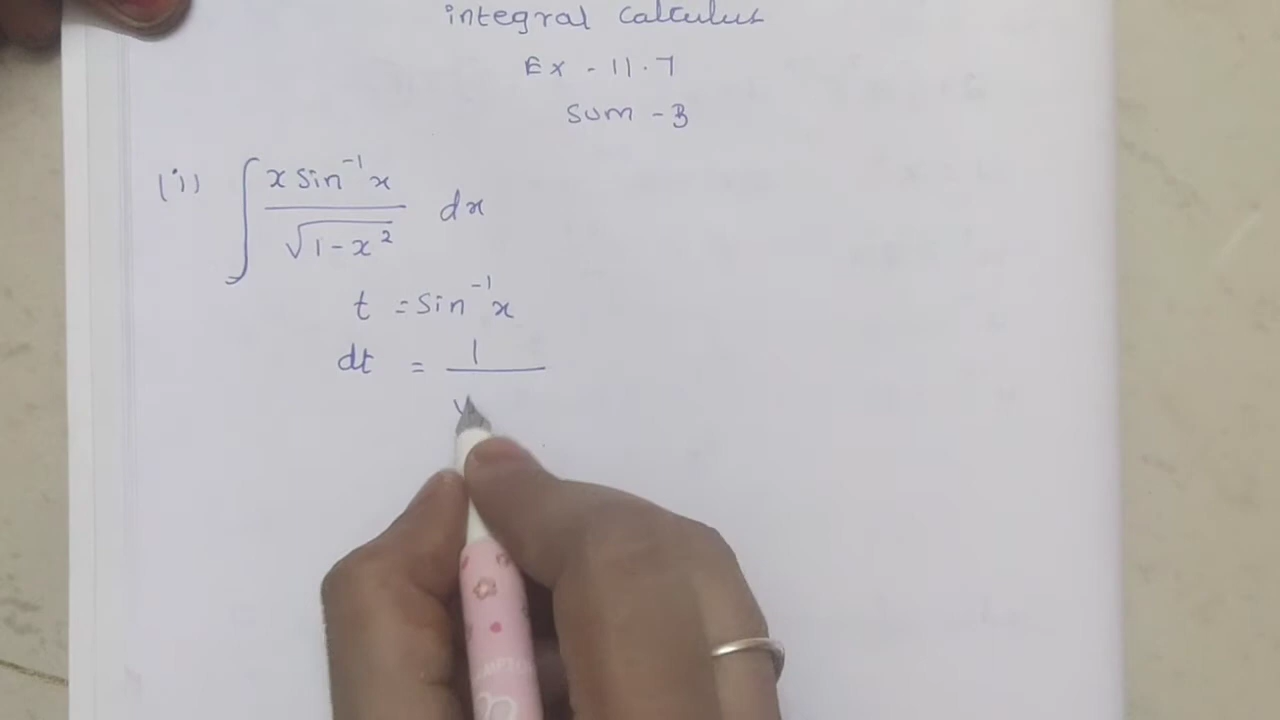 integral calculus
Ex - 11.7
Sum - 3
(i) ∫ x sin⁻¹x / √1-x² dx
t = sin⁻¹x
dt = 1 / √